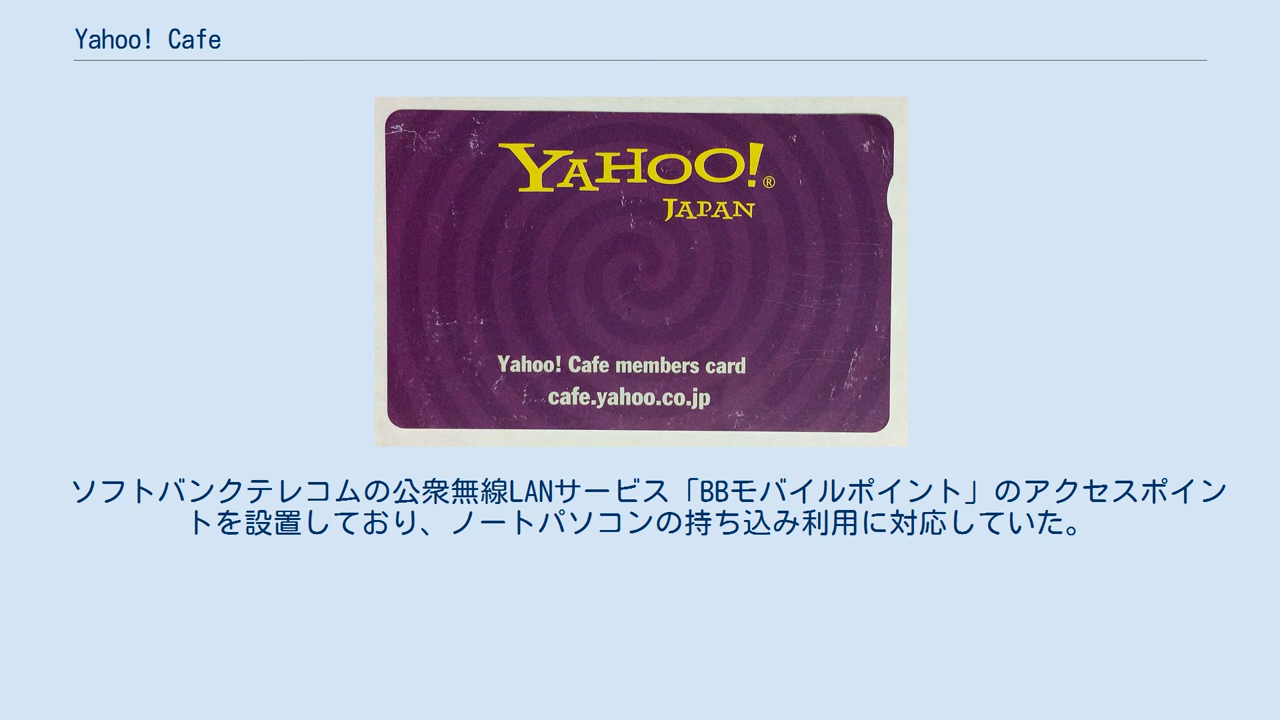 Yahoo! Cafe
YAHOO!®
JAPAN
Yahoo! Cafe members card
cafe.yahoo.co.jp
ソフトバンクテレコムの公衆無線LANサービス「BBモバイルポイント」のアクセスポイン
トを設置しており、ノートパソコンの持ち込み利用に対応していた。